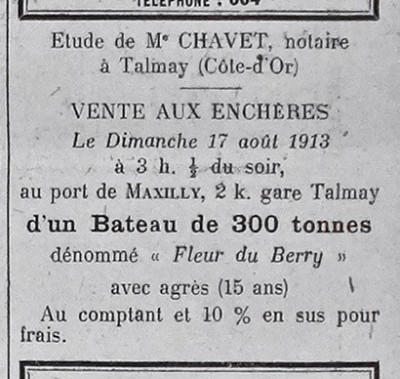 TÉLÉPHONE : 804
Etude de Mᵉ CHAVET, notaire
à Talmay (Côte-d'Or)
VENTE AUX ENCHÈRES
Le Dimanche 17 août 1913
à 3 h. ½ du soir,
au port de MAXILLY, 2 k. gare Talmay
d'un Bateau de 300 tonnes
dénommé « Fleur du Berry »
avec agrès (15 ans)
Au comptant et 10 % en sus pour
frais.